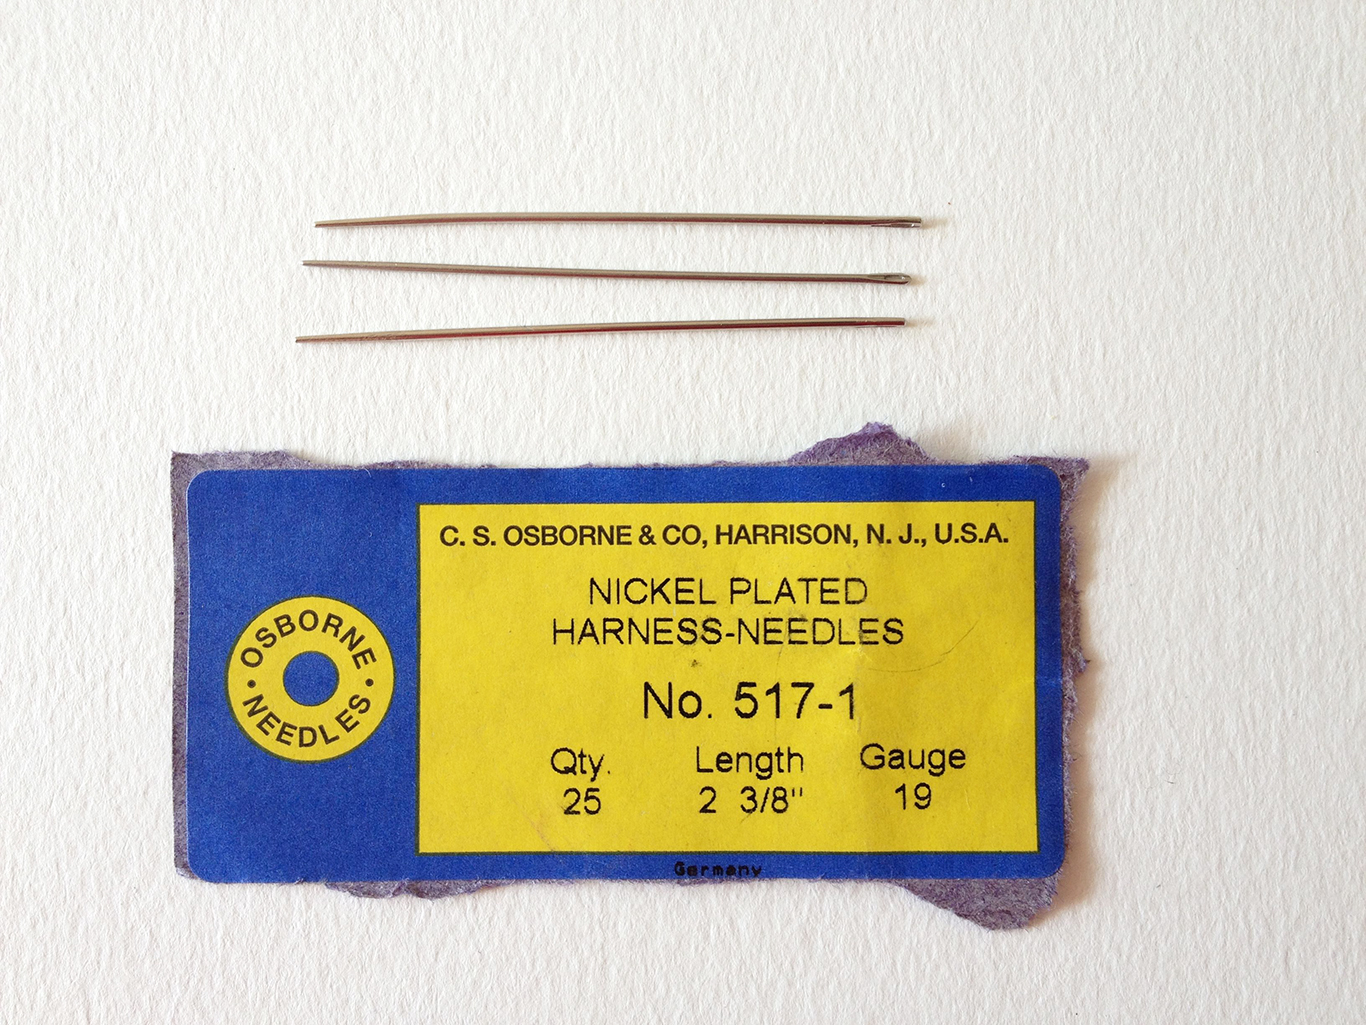 C. S. OSBORNE & CO, HARRISON, N. J., U.S.A.
NICKEL PLATED
HARNESS-NEEDLES
No. 517-1
Qty. Length Gauge
25 2 3/8" 19
OSBORNE
· NEEDLES ·
Germany